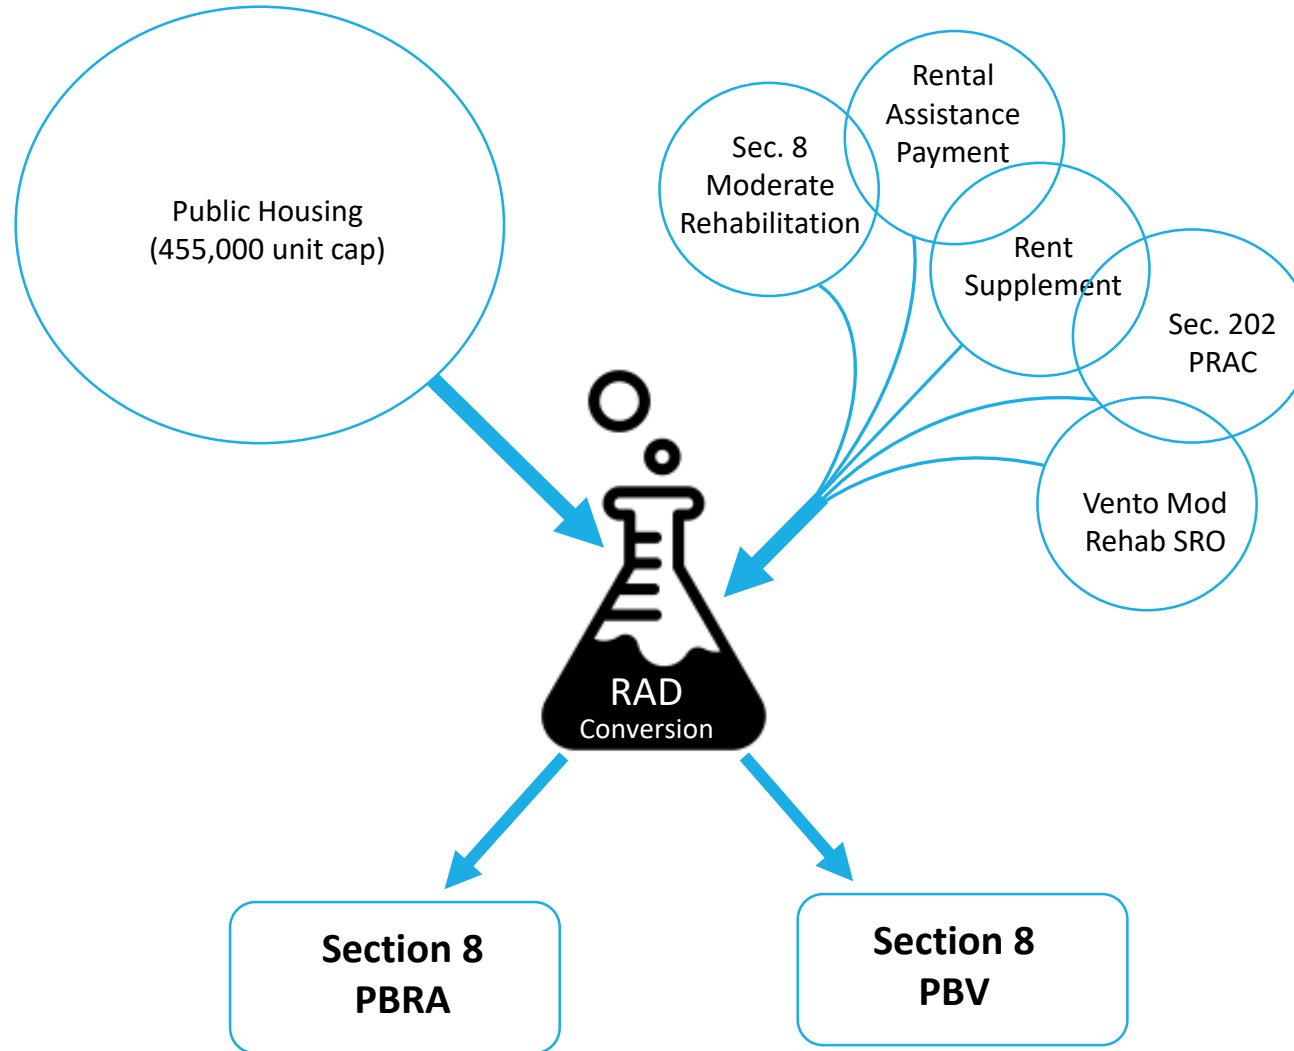 Public Housing
(455,000 unit cap)
Sec. 8
Moderate
Rehabilitation
Rental
Assistance
Payment
Rent
Supplement
Sec. 202
PRAC
Vento Mod
Rehab SRO
RAD
Conversion
Section 8
PBRA
Section 8
PBV